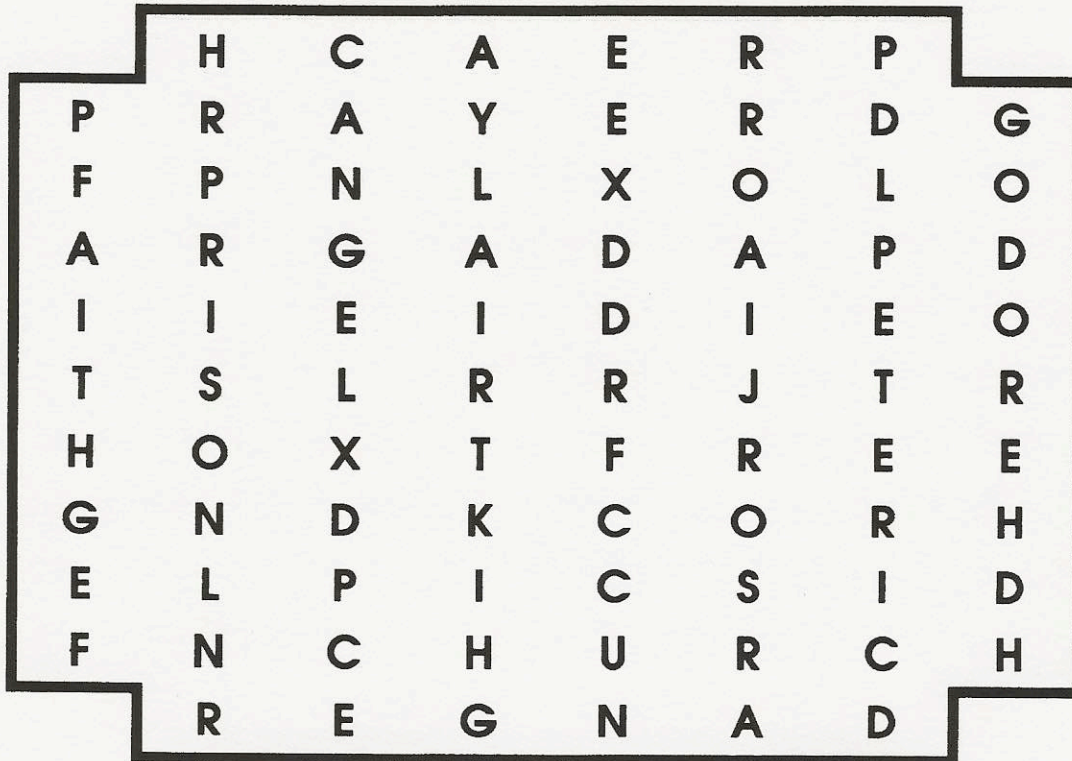 H C A E R P
P R A Y E R D G
F P N L X O L O
A R G A D A P D
I I E I D I E O
T S L R R J T R
H O X T F R E E
G N D K C O R H
E L P I C S I D
F N C H U R C H
R E G N A D